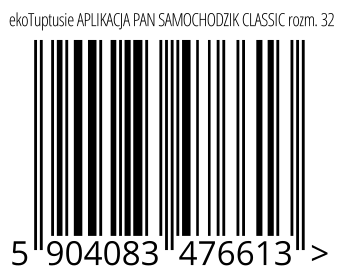 ekoTuptusie APLIKACJA PAN SAMOCHODZIK CLASSIC rozm. 32
5 904083 476613 >